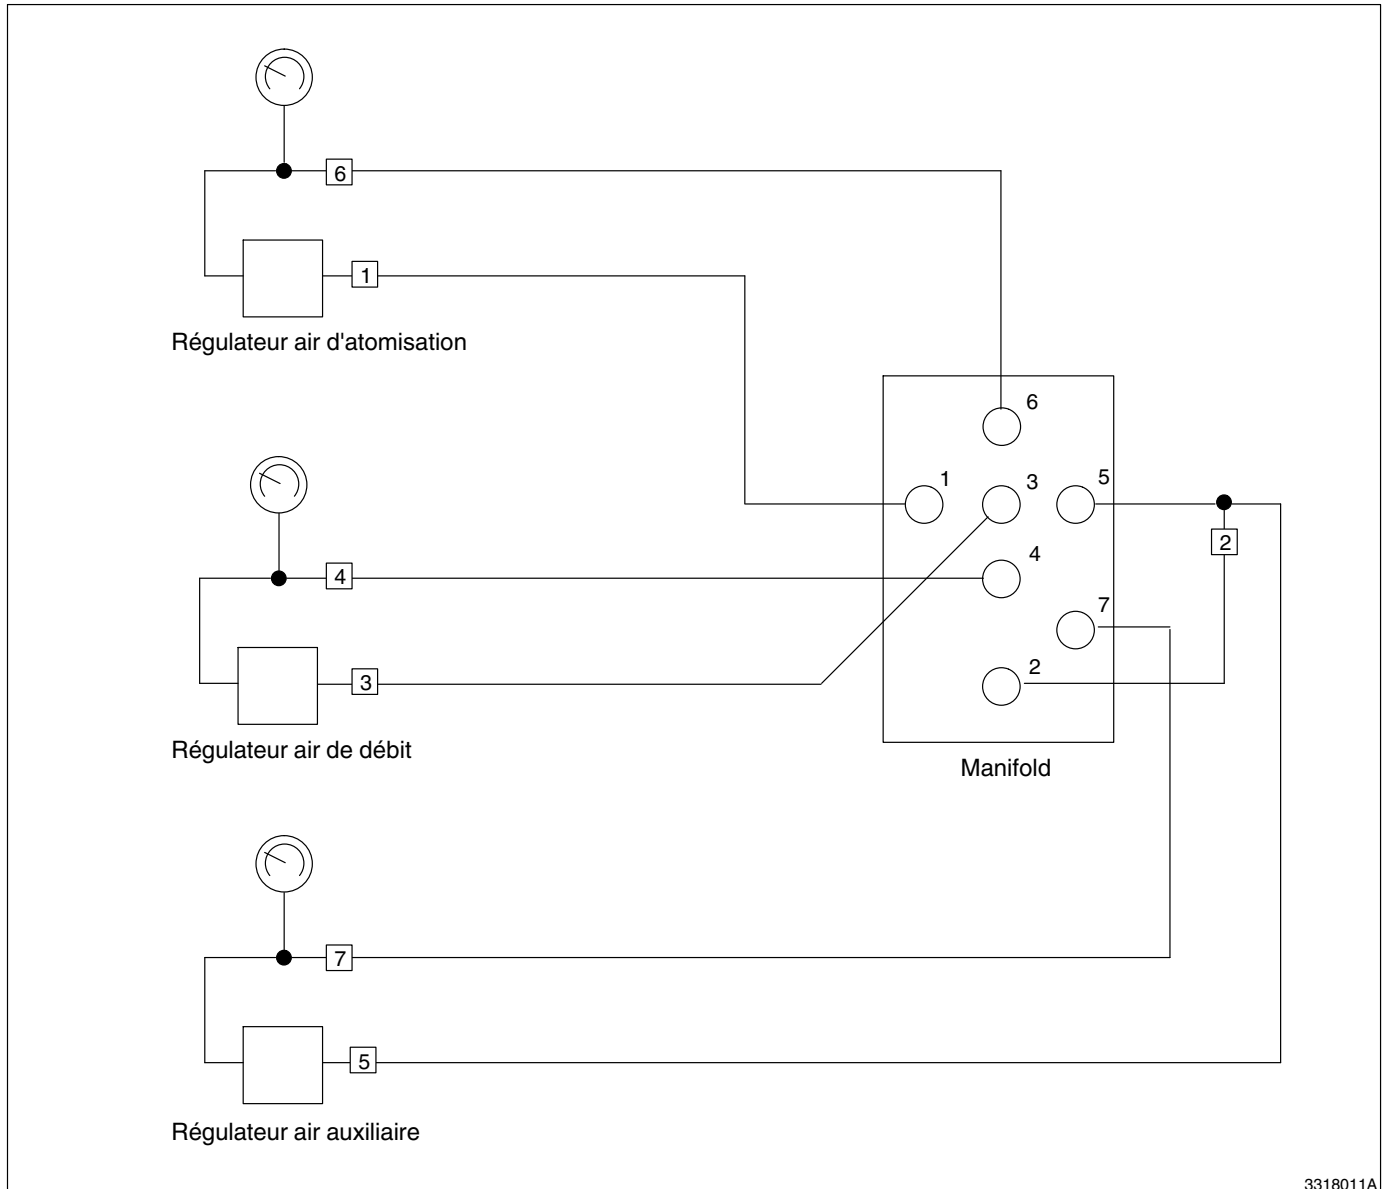 6
1
Régulateur air d'atomisation
6
1
3
5
2
4
4
7
2
3
Régulateur air de débit
Manifold
7
5
Régulateur air auxiliaire
3318011A